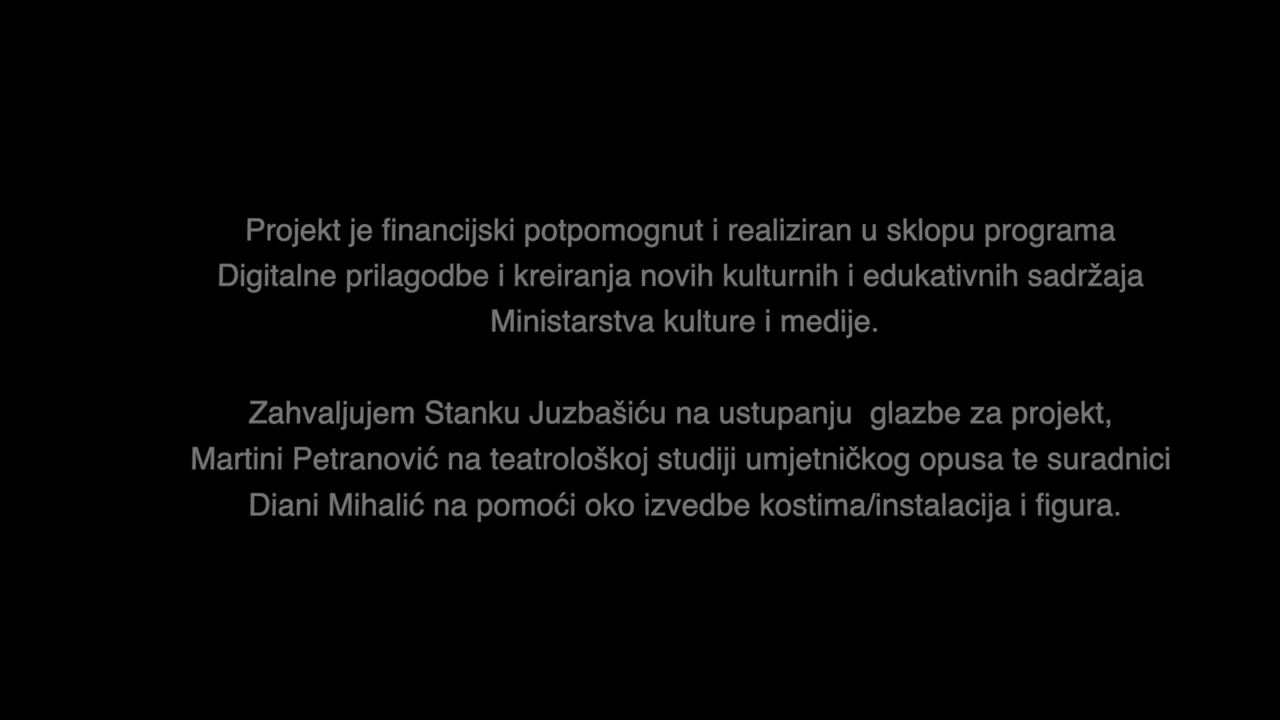 Projekt je financijski potpomognut i realiziran u sklopu programa
Digitalne prilagodbe i kreiranja novih kulturnih i edukativnih sadržaja
Ministarstva kulture i medije.
Zahvaljujem Stanku Juzbašiću na ustupanju  glazbe za projekt,
Martini Petranović na teatrološkoj studiji umjetničkog opusa te suradnici
Diani Mihalić na pomoći oko izvedbe kostima/instalacija i figura.